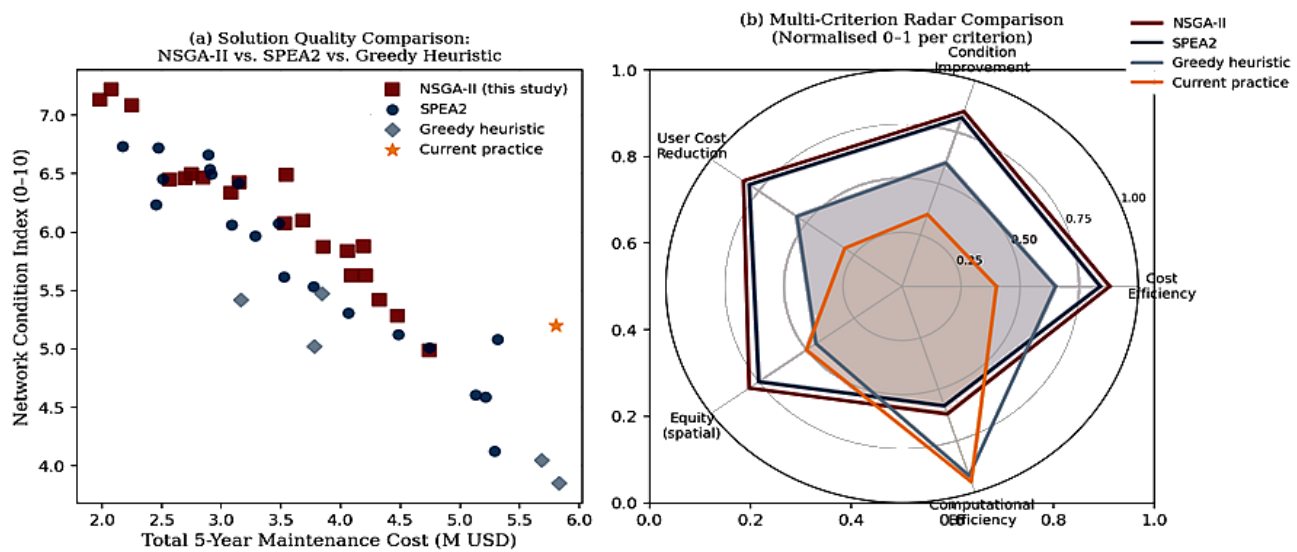 (a) Solution Quality Comparison:
NSGA-II vs. SPEA2 vs. Greedy Heuristic
NSGA-II (this study)
SPEA2
Greedy heuristic
Current practice
Network Condition Index (0–10)
7.0
6.5
6.0
5.5
5.0
4.5
4.0
2.0 2.5 3.0 3.5 4.0 4.5 5.0 5.5 6.0
Total 5-Year Maintenance Cost (M USD)
(b) Multi-Criterion Radar Comparison
(Normalised 0–1 per criterion)
NSGA-II
SPEA2
Greedy heuristic
Current practice
Condition
Improvement
User Cost
Reduction
Equity
(spatial)
Computational
Efficiency
Cost
Efficiency
0.25
0.50
0.75
1.00
1.0
0.8
0.6
0.4
0.2
0.0
0.0 0.2 0.4 0.6 0.8 1.0